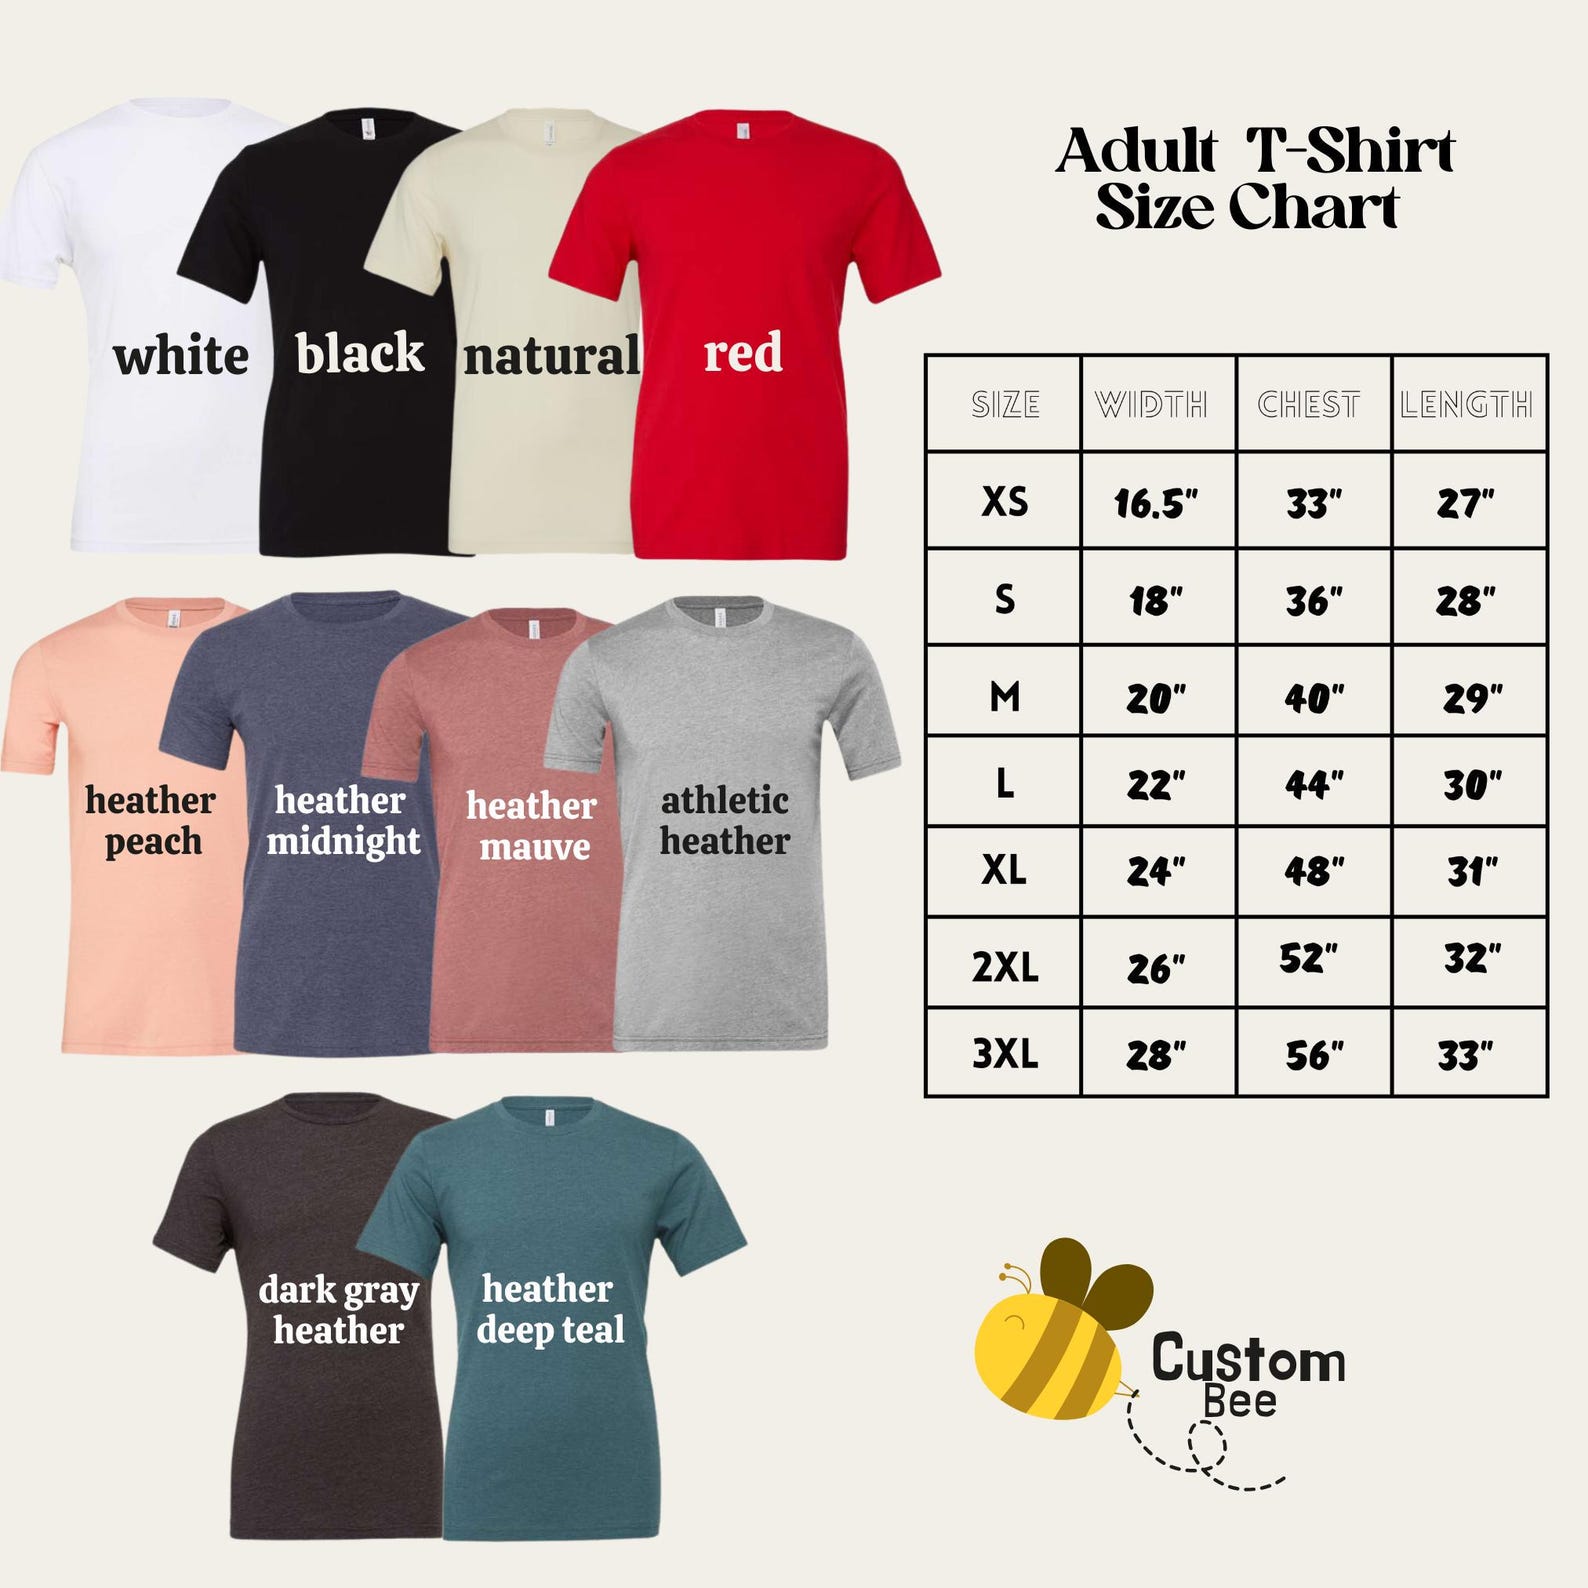 Adult T-Shirt
Size Chart
white
black
natural
red
heather
peach
heather
midnight
heather
mauve
athletic
heather
dark gray
heather
heather
deep teal
SIZE WIDTH CHEST LENGTH
XS 16.5" 33" 27"
S 18" 36" 28"
M 20" 40" 29"
L 22" 44" 30"
XL 24" 48" 31"
2XL 26" 52" 32"
3XL 28" 56" 33"
Custom
Bee